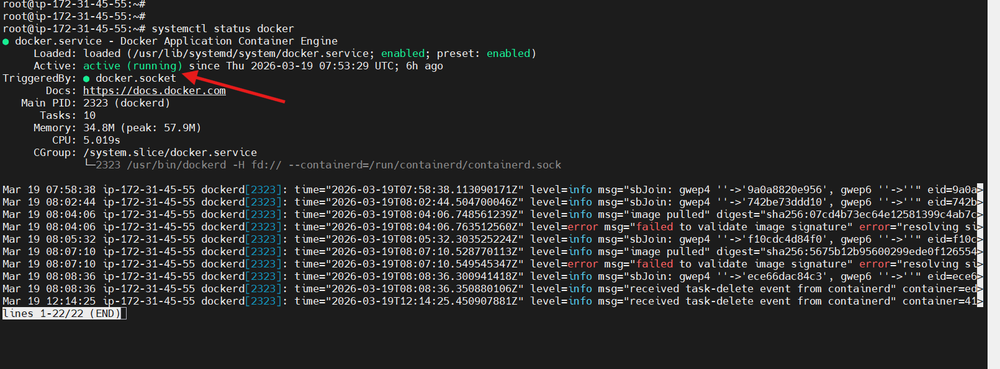 root@ip-172-31-45-55:~#
root@ip-172-31-45-55:~#
root@ip-172-31-45-55:~# systemctl status docker
● docker.service - Docker Application Container Engine
     Loaded: loaded (/usr/lib/systemd/system/docker.service; enabled; preset: enabled)
     Active: active (running) since Thu 2026-03-19 07:53:29 UTC; 6h ago
TriggeredBy: ● docker.socket
       Docs: https://docs.docker.com
   Main PID: 2323 (dockerd)
      Tasks: 10
     Memory: 34.8M (peak: 57.9M)
        CPU: 5.019s
     CGroup: /system.slice/docker.service
             └─2323 /usr/bin/dockerd -H fd:// --containerd=/run/containerd/containerd.sock
Mar 19 07:58:38 ip-172-31-45-55 dockerd[2323]: time="2026-03-19T07:58:38.113090171Z" level=info msg="sbJoin: gwep4 ''->'9a0a8820e956', gwep6 ''->''" eid=9a0a>
Mar 19 08:02:44 ip-172-31-45-55 dockerd[2323]: time="2026-03-19T08:02:44.504700046Z" level=info msg="sbJoin: gwep4 ''->'742be73ddd10', gwep6 ''->''" eid=742b>
Mar 19 08:04:06 ip-172-31-45-55 dockerd[2323]: time="2026-03-19T08:04:06.748561239Z" level=info msg="image pulled" digest="sha256:07cd4b73ec64e12581399c4ab7c>
Mar 19 08:04:06 ip-172-31-45-55 dockerd[2323]: time="2026-03-19T08:04:06.763512560Z" level=error msg="failed to validate image signature" error="resolving si>
Mar 19 08:05:32 ip-172-31-45-55 dockerd[2323]: time="2026-03-19T08:05:32.303525224Z" level=info msg="sbJoin: gwep4 ''->'f10cdc4d84f0', gwep6 ''->''" eid=f10c>
Mar 19 08:07:10 ip-172-31-45-55 dockerd[2323]: time="2026-03-19T08:07:10.528770113Z" level=info msg="image pulled" digest="sha256:5675b12b95600299ede0f126554>
Mar 19 08:07:10 ip-172-31-45-55 dockerd[2323]: time="2026-03-19T08:07:10.549545347Z" level=error msg="failed to validate image signature" error="resolving si>
Mar 19 08:08:36 ip-172-31-45-55 dockerd[2323]: time="2026-03-19T08:08:36.300941418Z" level=info msg="sbJoin: gwep4 ''->'ece66dac84c3', gwep6 ''->''" eid=ece6>
Mar 19 08:08:36 ip-172-31-45-55 dockerd[2323]: time="2026-03-19T08:08:36.350880106Z" level=info msg="received task-delete event from containerd" container=ed>
Mar 19 12:14:25 ip-172-31-45-55 dockerd[2323]: time="2026-03-19T12:14:25.450907881Z" level=info msg="received task-delete event from containerd" container=41>
lines 1-22/22 (END)